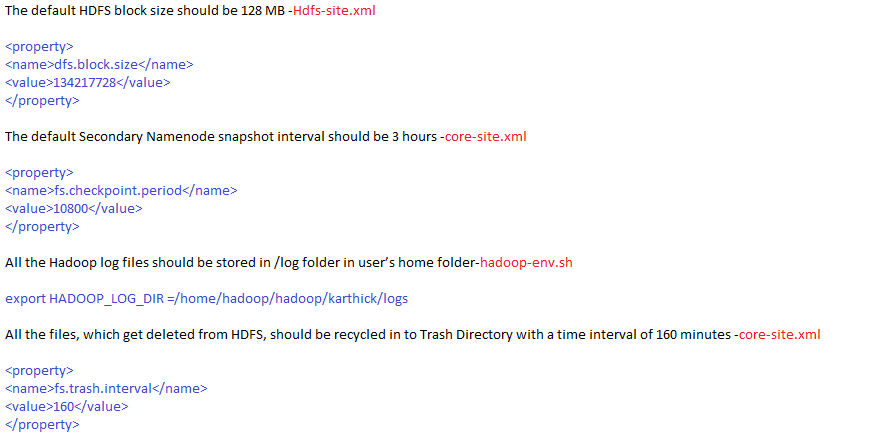 The default HDFS block size should be 128 MB -Hdfs-site.xml
<property>
<name>dfs.block.size</name>
<value>134217728</value>
</property>
The default Secondary Namenode snapshot interval should be 3 hours -core-site.xml
<property>
<name>fs.checkpoint.period</name>
<value>10800</value>
</property>
All the Hadoop log files should be stored in /log folder in user’s home folder-hadoop-env.sh
export HADOOP_LOG_DIR =/home/hadoop/hadoop/karthick/logs
All the files, which get deleted from HDFS, should be recycled in to Trash Directory with a time interval of 160 minutes -core-site.xml
<property>
<name>fs.trash.interval</name>
<value>160</value>
</property>